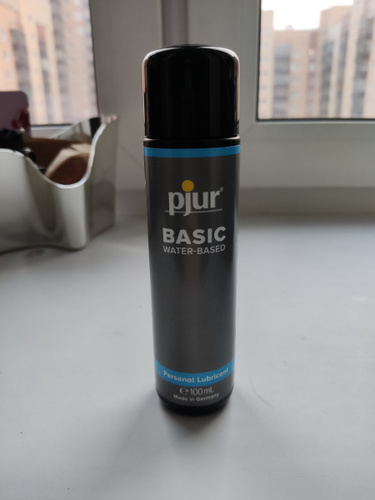 pjur®
BASIC
WATER-BASED
Personal Lubricant
C€ ℮ 100 mL
Made in Germany